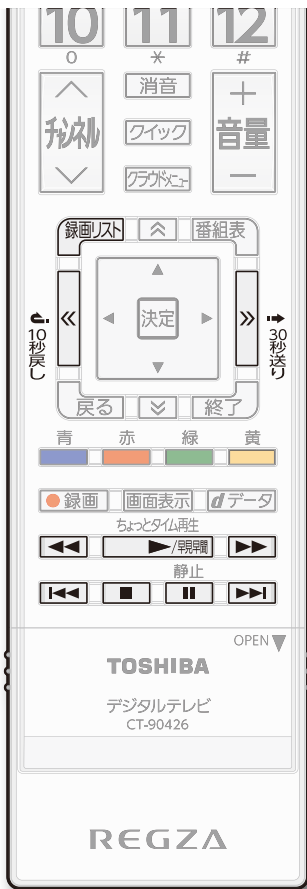 10 11 12
0 * #
消音
チャンネル クイック + 音量 −
クラウドメニュー
録画リスト 番組表
10秒戻し 決定 30秒送り
戻る 終了
青 赤 緑 黄
録画 画面表示 dデータ
ちょっとタイム再生
/早見早聞
静止
OPEN
TOSHIBA
デジタルテレビ
CT-90426
REGZA